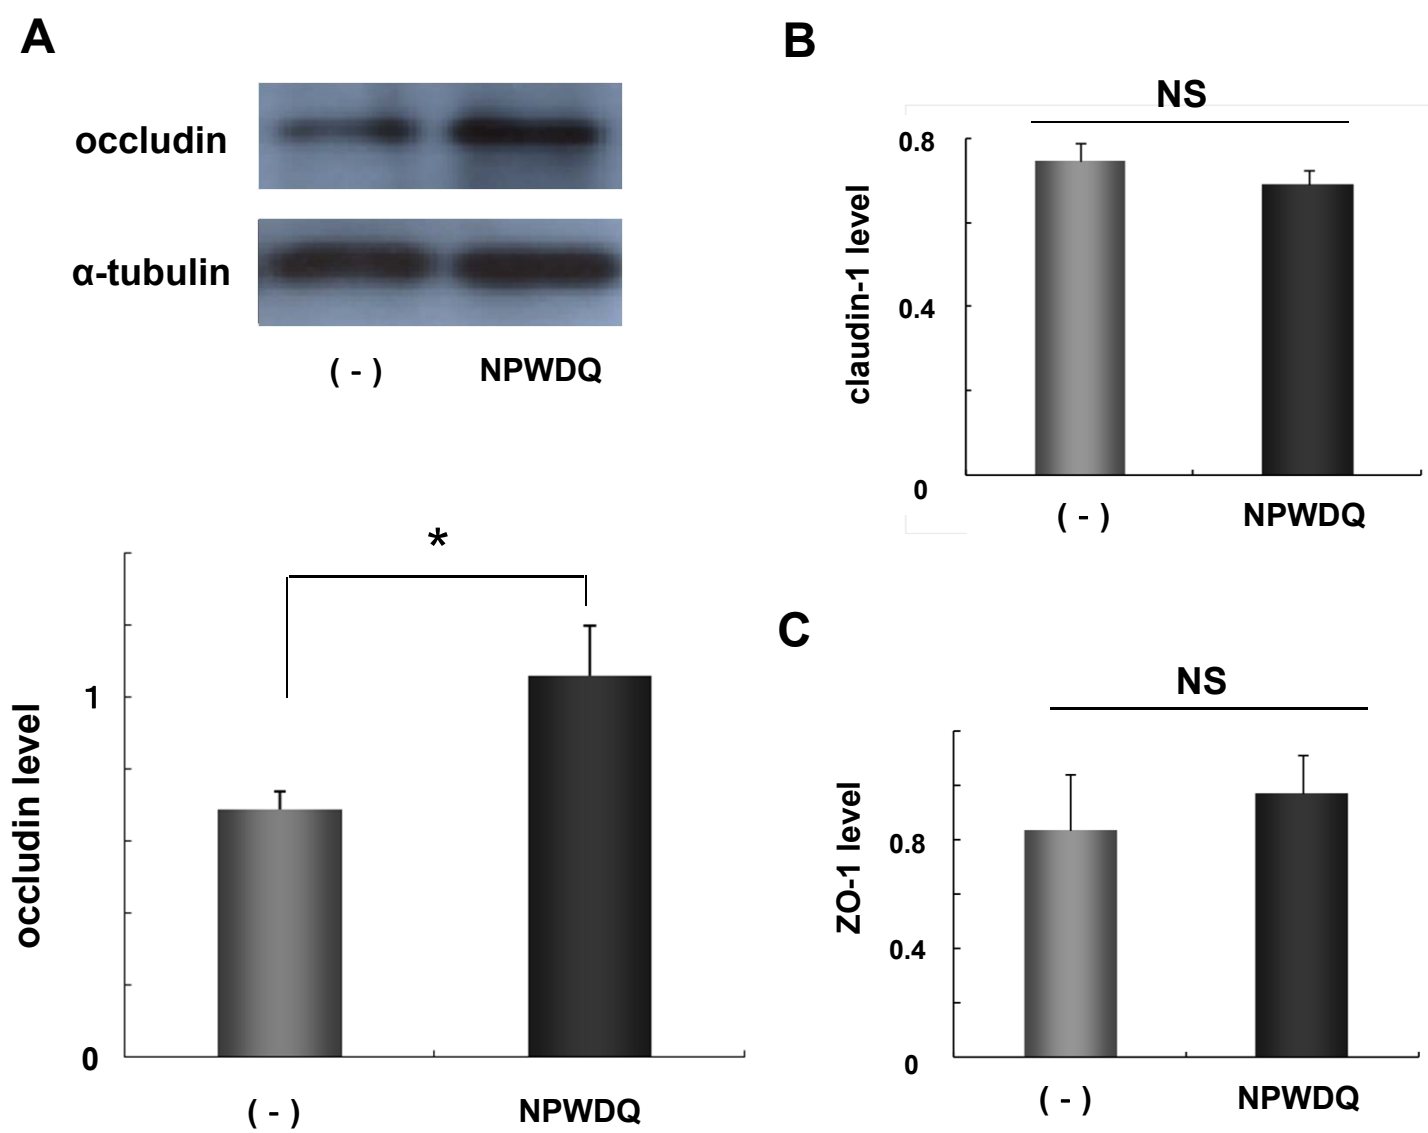 A
occludin
α-tubulin
( - ) NPWDQ
*
occludin level
1
0
( - ) NPWDQ
B
NS
claudin-1 level
0.8
0.4
0
( - ) NPWDQ
C
NS
ZO-1 level
0.8
0.4
0
( - ) NPWDQ